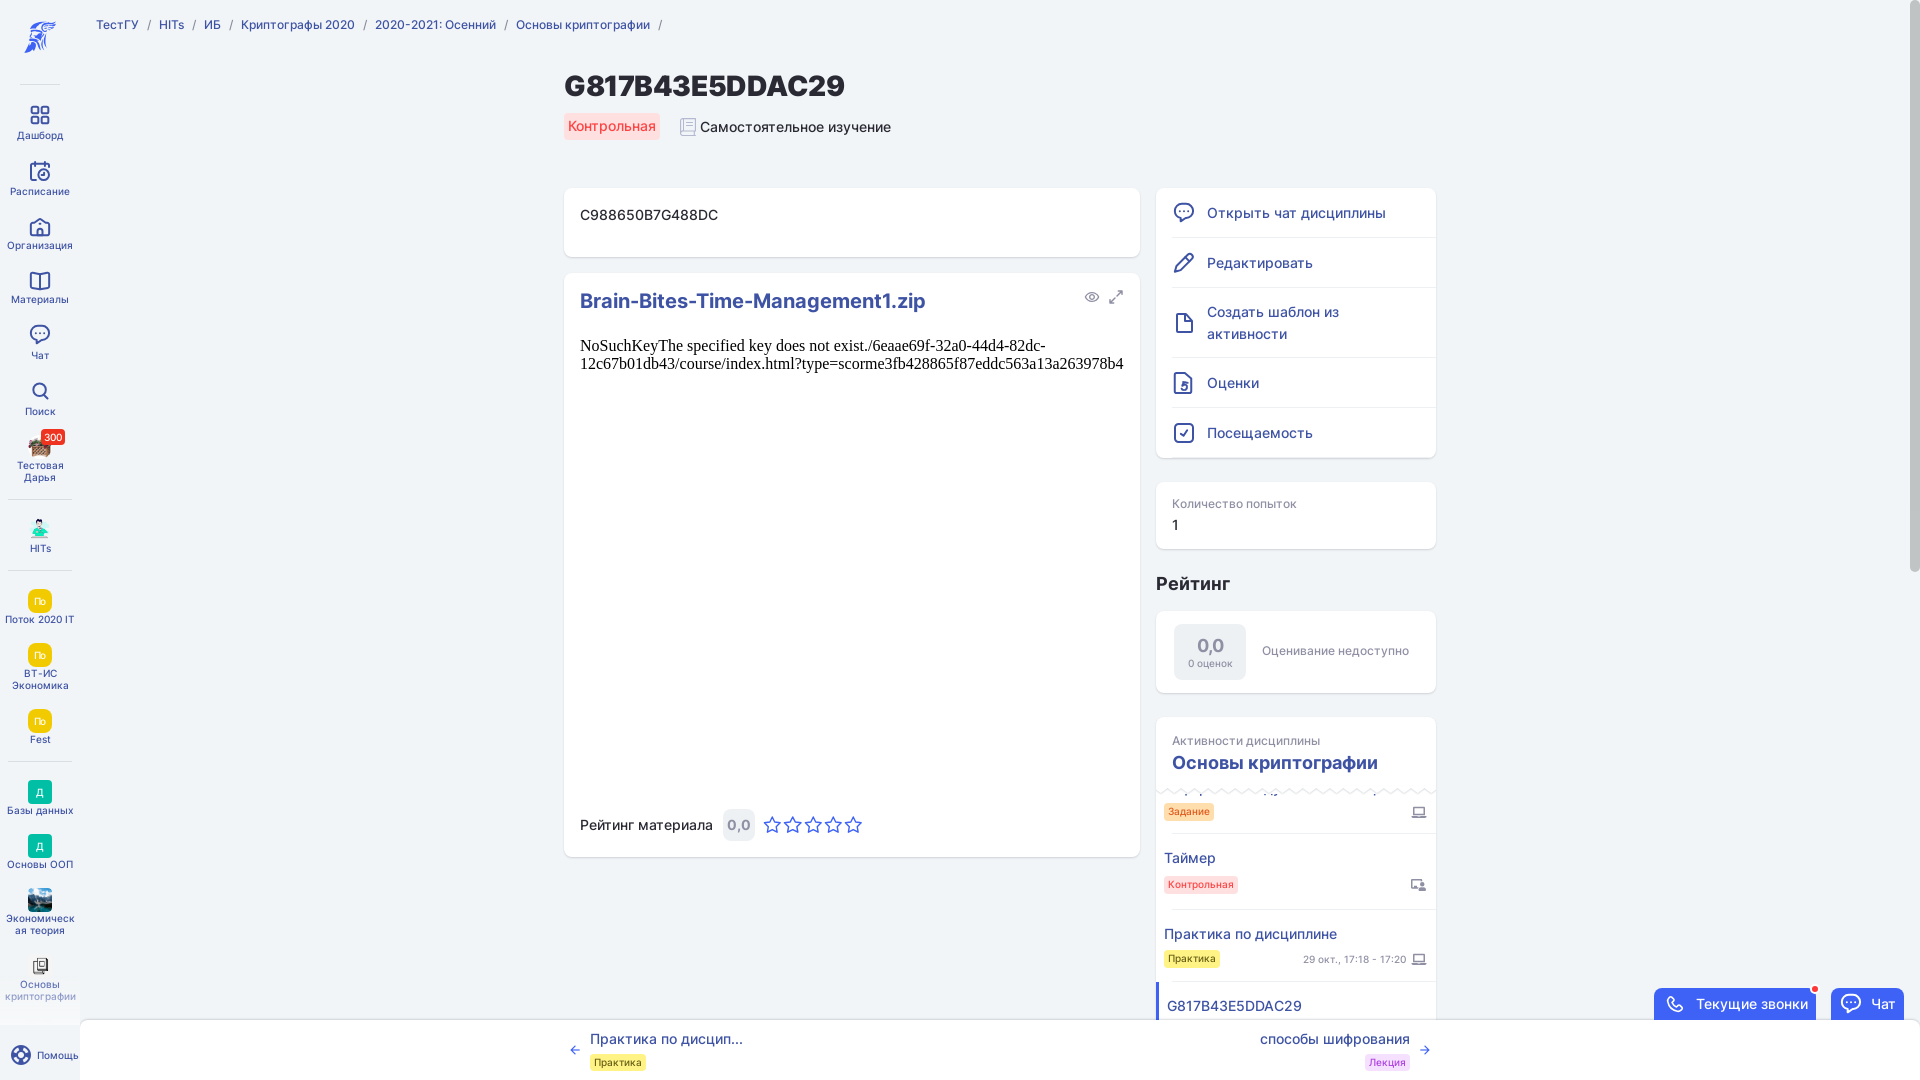 ТестГУ / HITs / ИБ / Криптографы 2020 / 2020-2021: Осенний / Основы криптографии /
Дашборд
Расписание
Организация
Материалы
Чат
Поиск
300
Тестовая
Дарья
HITs
По
Поток 2020 IT
По
ВТ-ИС
Экономика
По
Fest
Д
Базы данных
Д
Основы ООП
Экономическ
ая теория
Основы
криптографии
Помощь
G817B43E5DDAC29
Контрольная
Самостоятельное изучение
C988650B7G488DC
Brain-Bites-Time-Management1.zip
NoSuchKeyThe specified key does not exist./6eaae69f-32a0-44d4-82dc-
12c67b01db43/course/index.html?type=scorme3fb428865f87eddc563a13a263978b4
Рейтинг материала 0,0
Открыть чат дисциплины
Редактировать
Создать шаблон из
активности
Оценки
Посещаемость
Количество попыток
1
Рейтинг
0,0
0 оценок
Оценивание недоступно
Активности дисциплины
Основы криптографии
Задание
Таймер
Контрольная
Практика по дисциплине
Практика 29 окт., 17:18 - 17:20
G817B43E5DDAC29
Текущие звонки
Чат
Практика по дисцип...
Практика
способы шифрования
Лекция